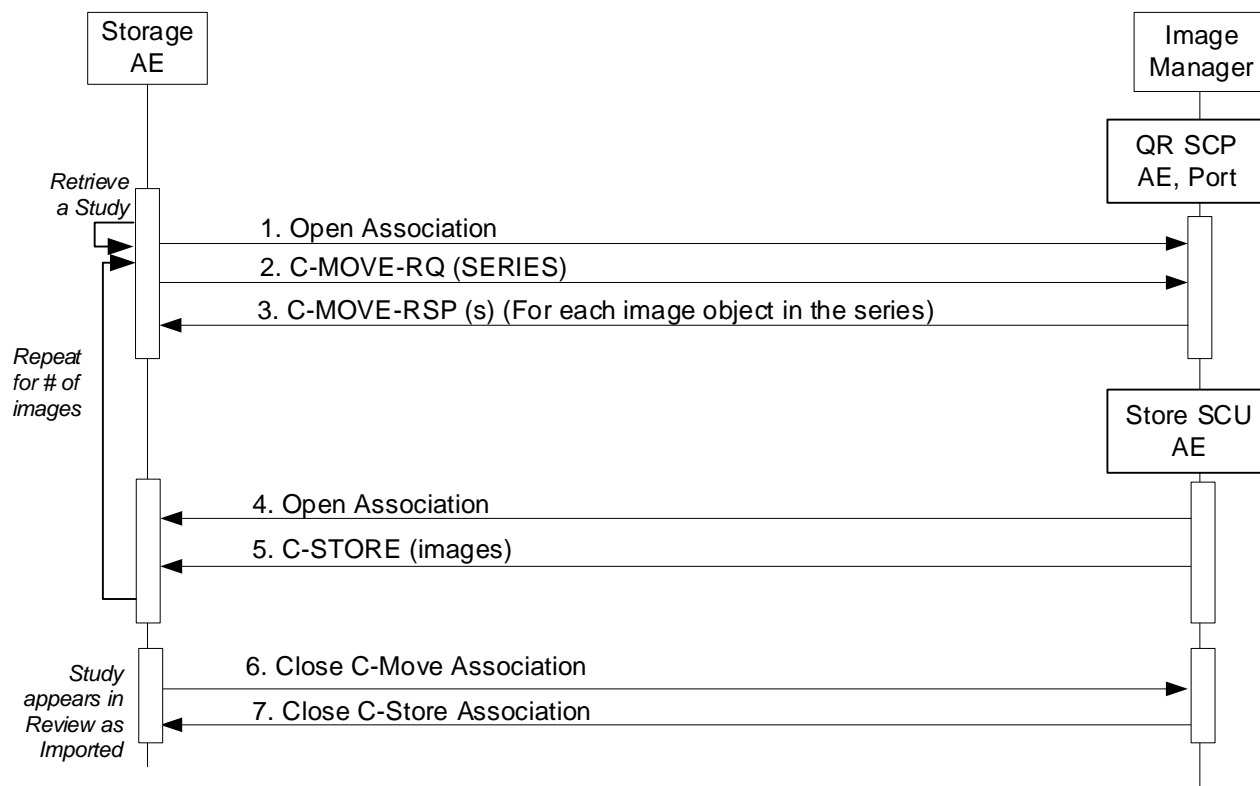 Storage
AE
Image
Manager
QR SCP
AE, Port
Retrieve
a Study
1. Open Association
2. C-MOVE-RQ (SERIES)
3. C-MOVE-RSP (s) (For each image object in the series)
Repeat
for # of
images
Store SCU
AE
4. Open Association
5. C-STORE (images)
6. Close C-Move Association
Study
appears in
Review as
Imported
7. Close C-Store Association